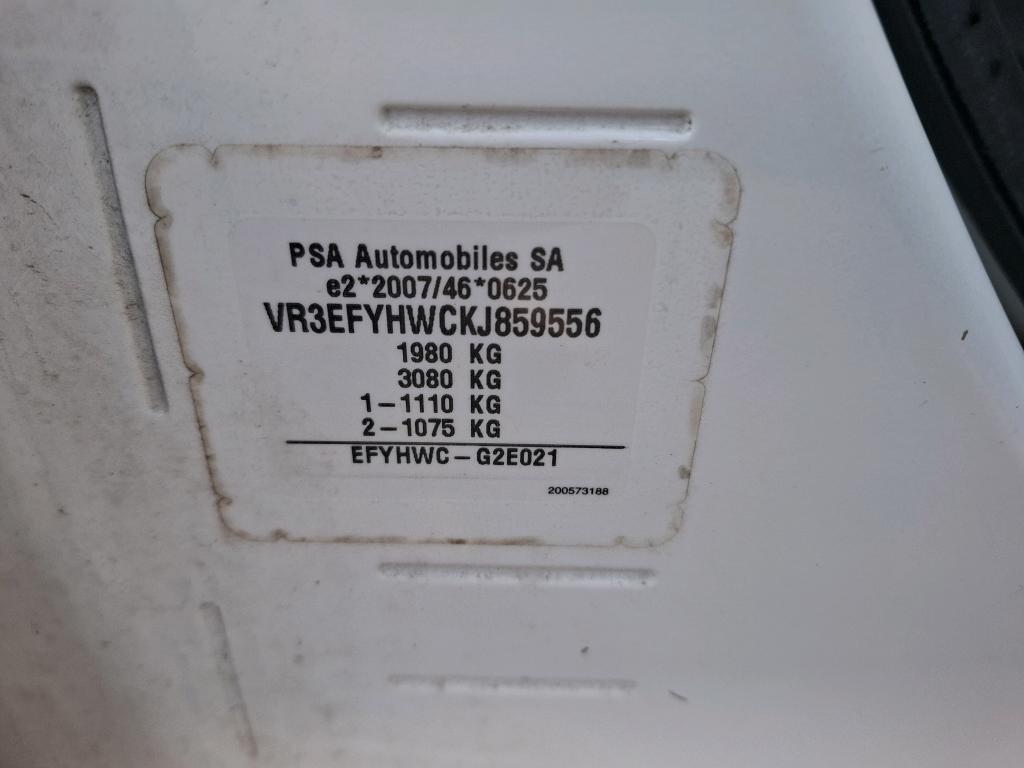 PSA Automobiles SA
e2*2007/46*0625
VR3EFYHWCKJ859556
1980 KG
3080 KG
1-1110 KG
2-1075 KG
EFYHWC-G2E021
200573188